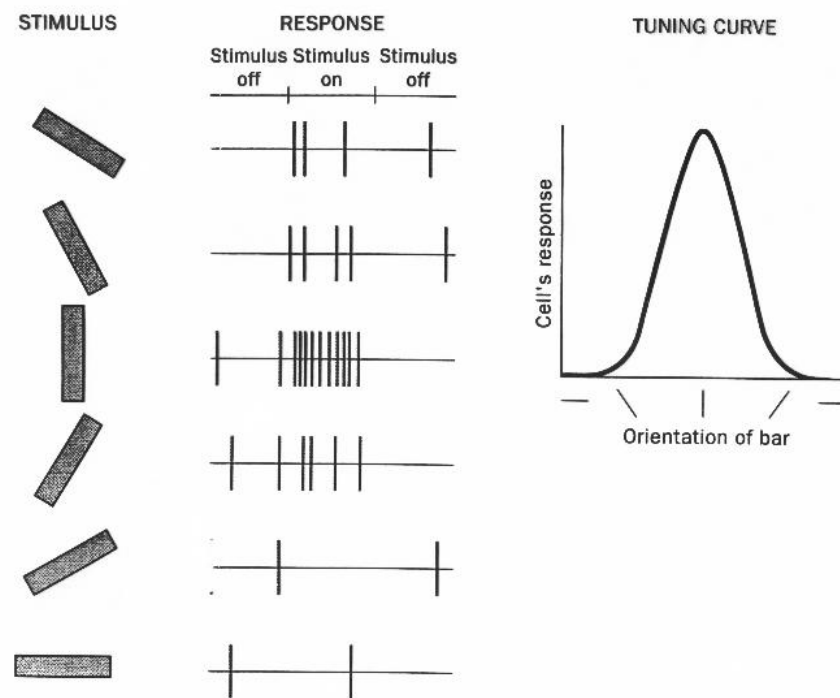 STIMULUS
RESPONSE
TUNING CURVE
Stimulus Stimulus Stimulus
off on off
Cell's response
Orientation of bar